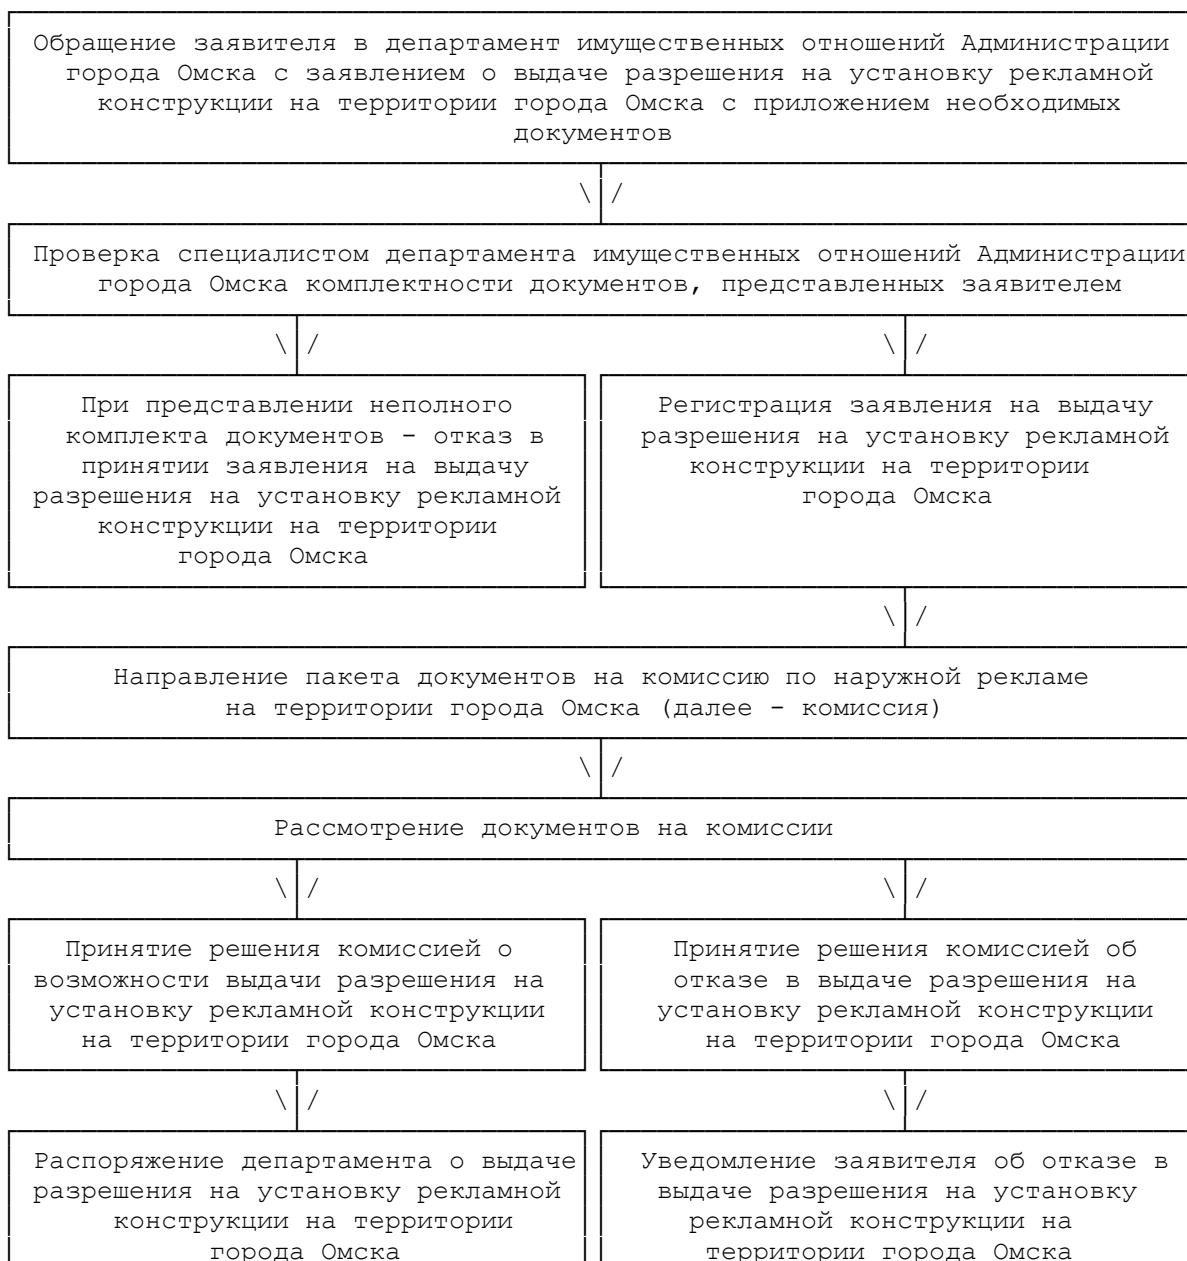 Обращение заявителя в департамент имущественных отношений Администрации
города Омска с заявлением о выдаче разрешения на установку рекламной
конструкции на территории города Омска с приложением необходимых
документов
Проверка специалистом департамента имущественных отношений Администрации
города Омска комплектности документов, представленных заявителем
При представлении неполного
комплекта документов - отказ в
принятии заявления на выдачу
разрешения на установку рекламной
конструкции на территории
города Омска
Регистрация заявления на выдачу
разрешения на установку рекламной
конструкции на территории
города Омска
Направление пакета документов на комиссию по наружной рекламе
на территории города Омска (далее - комиссия)
Рассмотрение документов на комиссии
Принятие решения комиссией о
возможности выдачи разрешения на
установку рекламной конструкции
на территории города Омска
Принятие решения комиссией об
отказе в выдаче разрешения на
установку рекламной конструкции
на территории города Омска
Распоряжение департамента о выдаче
разрешения на установку рекламной
конструкции на территории
города Омска
Уведомление заявителя об отказе в
выдаче разрешения на установку
рекламной конструкции на
территории города Омска